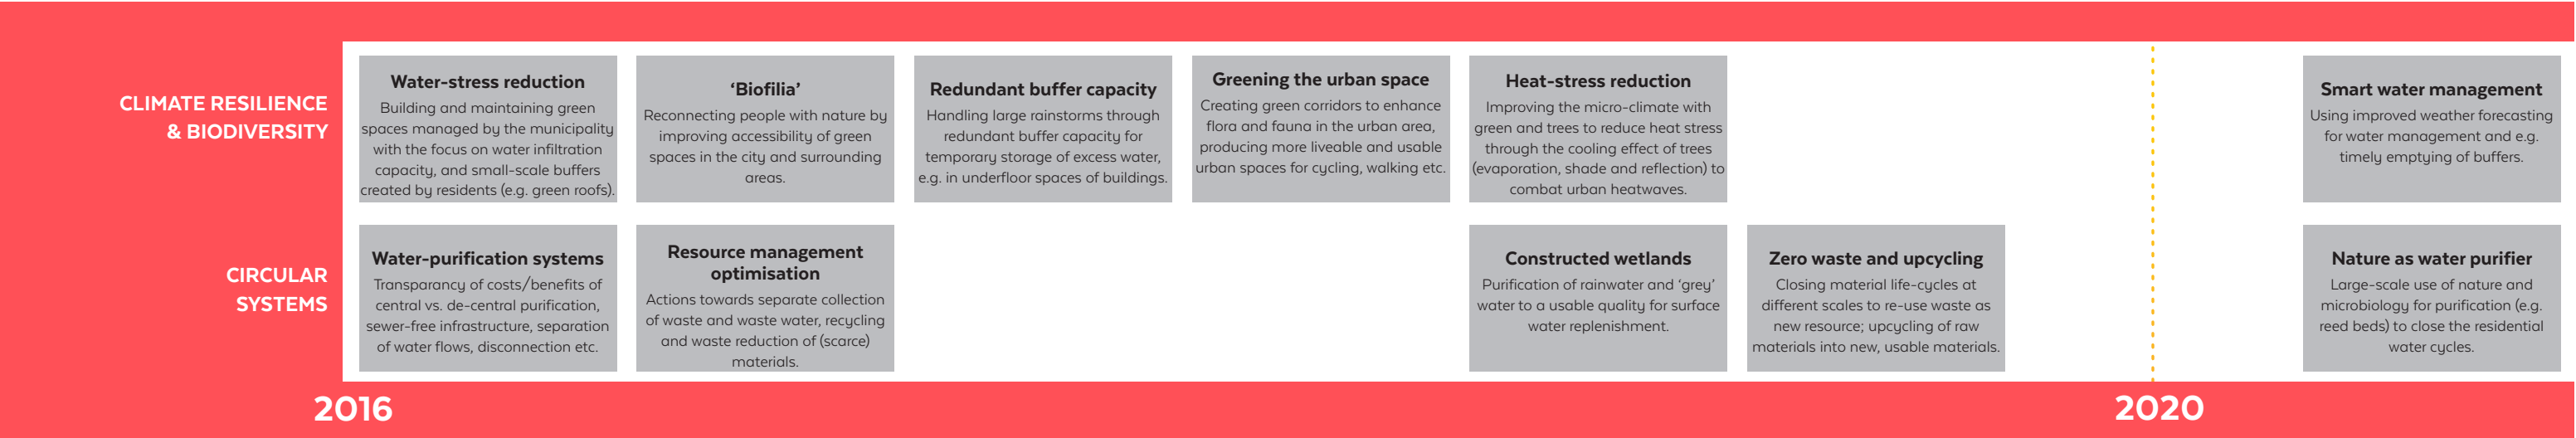 CLIMATE RESILIENCE
& BIODIVERSITY
Water-stress reduction
Building and maintaining green
spaces managed by the municipality
with the focus on water infiltration
capacity, and small-scale buffers
created by residents (e.g. green roofs).
‘Biofilia’
Reconnecting people with nature by
improving accessibility of green
spaces in the city and surrounding
areas.
Redundant buffer capacity
Handling large rainstorms through
redundant buffer capacity for
temporary storage of excess water,
e.g. in underfloor spaces of buildings.
Greening the urban space
Creating green corridors to enhance
flora and fauna in the urban area,
producing more liveable and usable
urban spaces for cycling, walking etc.
Heat-stress reduction
Improving the micro-climate with
green and trees to reduce heat stress
through the cooling effect of trees
(evaporation, shade and reflection) to
combat urban heatwaves.
Smart water management
Using improved weather forecasting
for water management and e.g.
timely emptying of buffers.
CIRCULAR
SYSTEMS
Water-purification systems
Transparancy of costs/benefits of
central vs. de-central purification,
sewer-free infrastructure, separation
of water flows, disconnection etc.
Resource management
optimisation
Actions towards separate collection
of waste and waste water, recycling
and waste reduction of (scarce)
materials.
Constructed wetlands
Purification of rainwater and ‘grey’
water to a usable quality for surface
water replenishment.
Zero waste and upcycling
Closing material life-cycles at
different scales to re-use waste as
new resource; upcycling of raw
materials into new, usable materials.
Nature as water purifier
Large-scale use of nature and
microbiology for purification (e.g.
reed beds) to close the residential
water cycles.
2016
2020